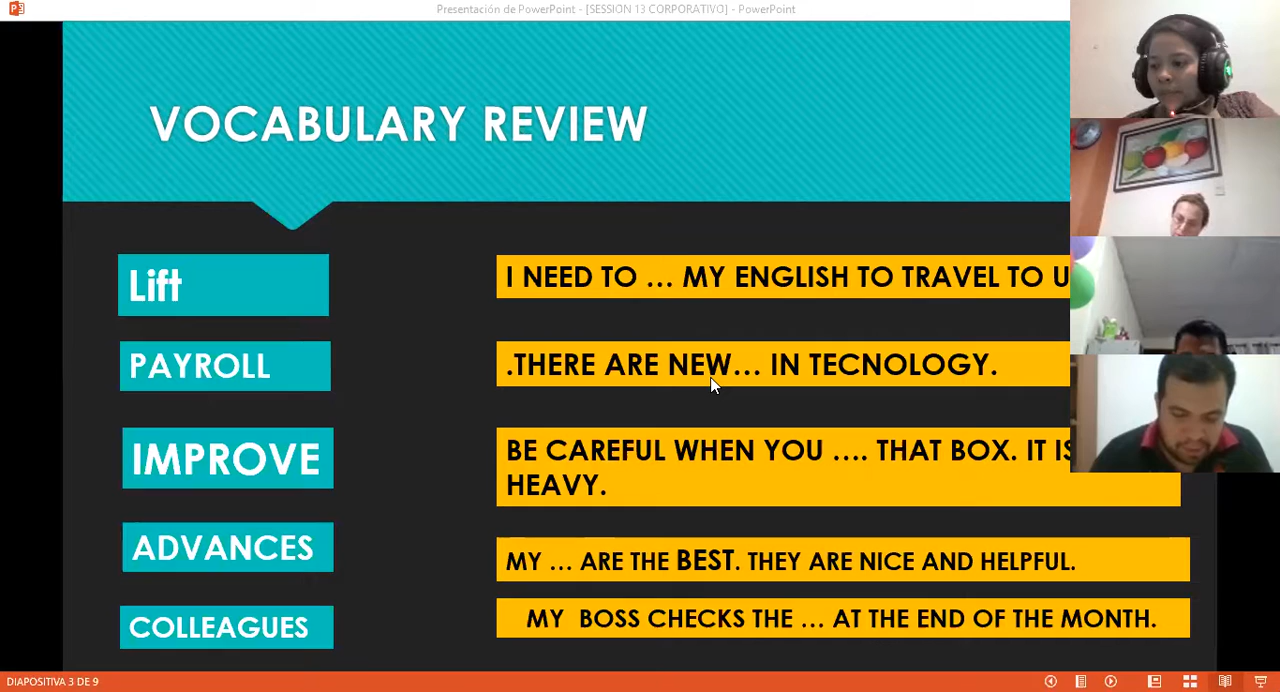 Presentación de PowerPoint - [SESSION 13 CORPORATIVO] - PowerPoint
VOCABULARY REVIEW
Lift
I NEED TO … MY ENGLISH TO TRAVEL TO U
PAYROLL
.THERE ARE NEW… IN TECNOLOGY.
IMPROVE
BE CAREFUL WHEN YOU …. THAT BOX. IT IS
HEAVY.
ADVANCES
MY … ARE THE BEST. THEY ARE NICE AND HELPFUL.
COLLEAGUES
MY BOSS CHECKS THE … AT THE END OF THE MONTH.
DIAPOSITIVA 3 DE 9